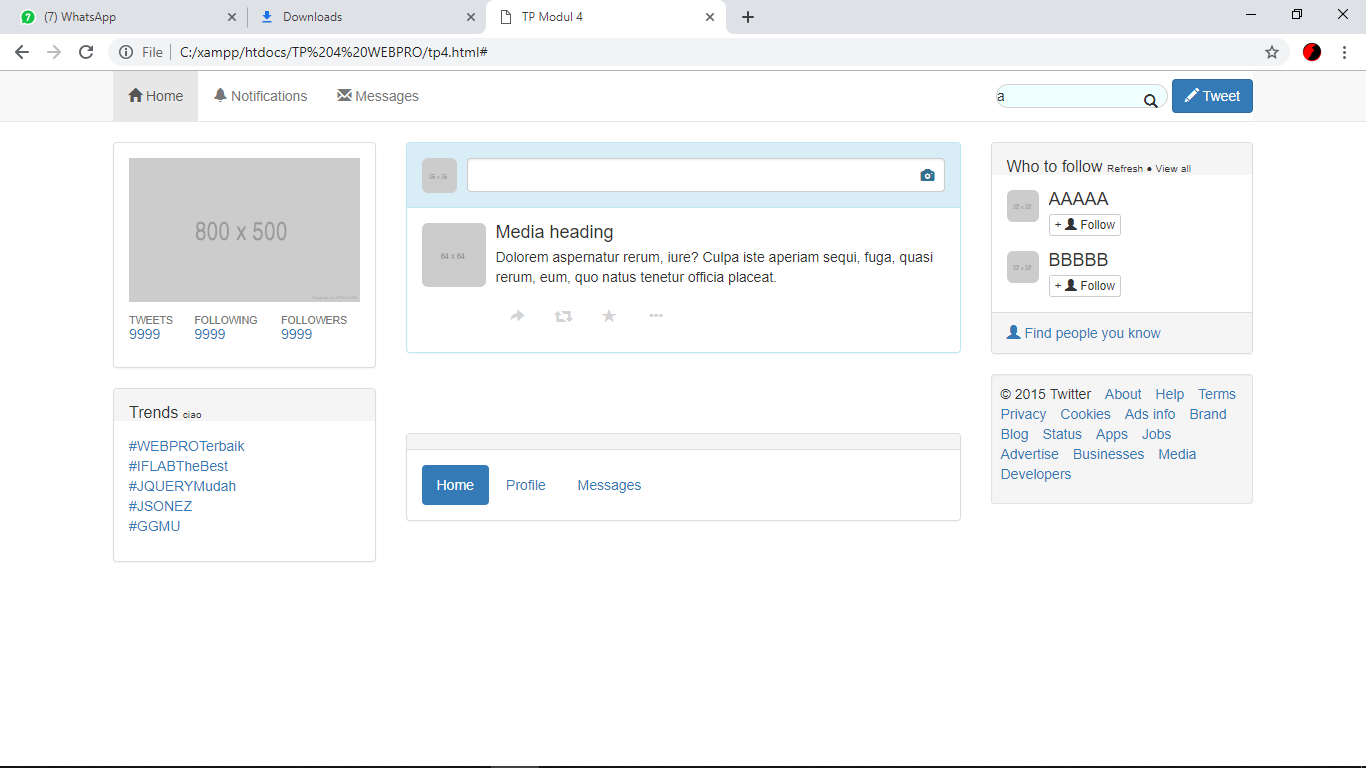 (7) WhatsApp
Downloads
TP Modul 4
File
C:/xampp/htdocs/TP%204%20WEBPRO/tp4.html#
Home Notifications Messages
a
Tweet
800 x 500
TWEETS FOLLOWING FOLLOWERS
9999 9999 9999
Trends ciao
#WEBPROTerbaik
#IFLABTheBest
#JQUERYMudah
#JSONEZ
#GGMU
64 x 64
Media heading
Dolorem aspernatur rerum, iure? Culpa iste aperiam sequi, fuga, quasi
rerum, eum, quo natus tenetur officia placeat.
Home Profile Messages
Who to follow Refresh ● View all
AAAAA
+ Follow
BBBBB
+ Follow
Find people you know
© 2015 Twitter About Help Terms
Privacy Cookies Ads info Brand
Blog Status Apps Jobs
Advertise Businesses Media
Developers